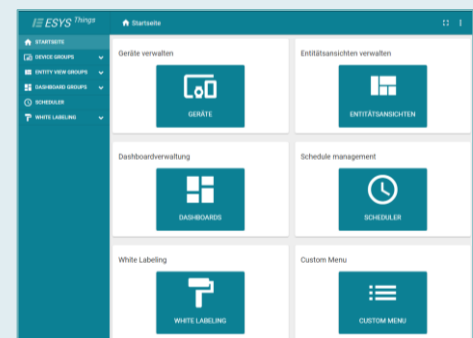 ESYS Things
Startseite
STARTSEITE
DEVICE GROUPS
ENTITY VIEW GROUPS
DASHBOARD GROUPS
SCHEDULER
WHITE LABELING
Geräte verwalten
Entitätsansichten verwalten
GERÄTE
ENTITÄTSANSICHTEN
Dashboardverwaltung
Schedule management
DASHBOARDS
SCHEDULER
White Labeling
Custom Menu
WHITE LABELING
CUSTOM MENU